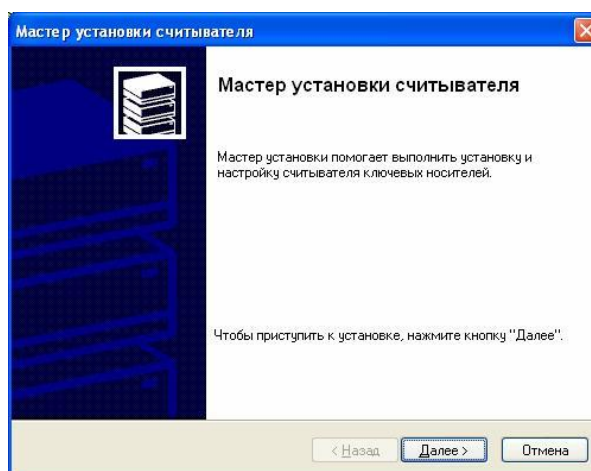 Мастер установки считывателя
Мастер установки считывателя
Мастер установки помогает выполнить установку и
настройку считывателя ключевых носителей.
Чтобы приступить к установке, нажмите кнопку "Далее".
< Назад
Далее >
Отмена